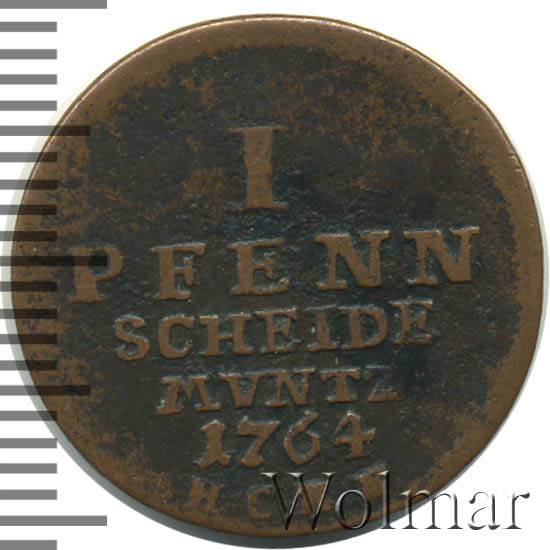 I
PFENN
SCHEIDE
MVNTZ
1764
H C
Wolmar